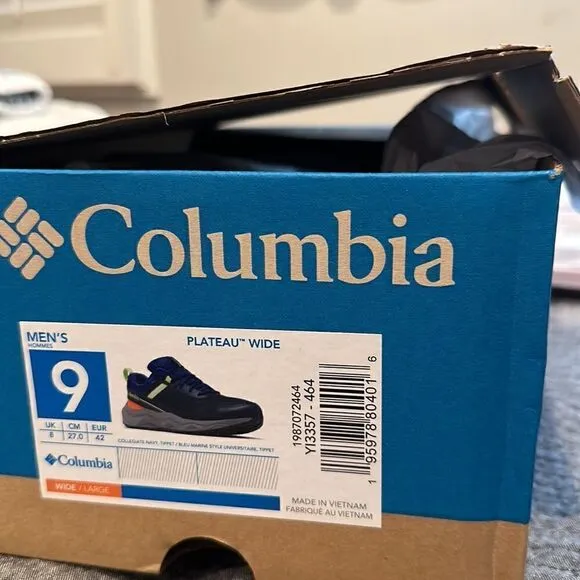 Columbia
MEN'S
HOMMES
PLATEAU™ WIDE
9
UK CM EUR
8 27.0 42
COLLEGIATE NAVY, TIPPET / BLEU MARINE STYLE UNIVERSITAIRE, TIPPET
Columbia
WIDE / LARGE
1987072464
YI3357 - 464
1 95978 80401 6
MADE IN VIETNAM
FABRIQUÉ AU VIETNAM